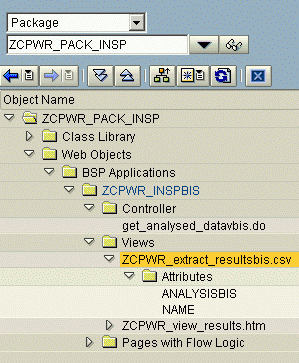 Package
ZCPWR_PACK_INSP
Object Name
ZCPWR_PACK_INSP
Class Library
Web Objects
BSP Applications
ZCPWR_INSPBIS
Controller
get_analysed_datavbis.do
Views
ZCPWR_extract_resultsbis.csv
Attributes
ANALYSISBIS
NAME
ZCPWR_view_results.htm
Pages with Flow Logic